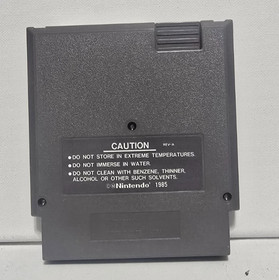 CAUTION
REV-A
• DO NOT STORE IN EXTREME TEMPERATURES.
• DO NOT IMMERSE IN WATER.
• DO NOT CLEAN WITH BENZENE, THINNER,
ALCOHOL OR OTHER SUCH SOLVENTS.
©®Nintendo 1985